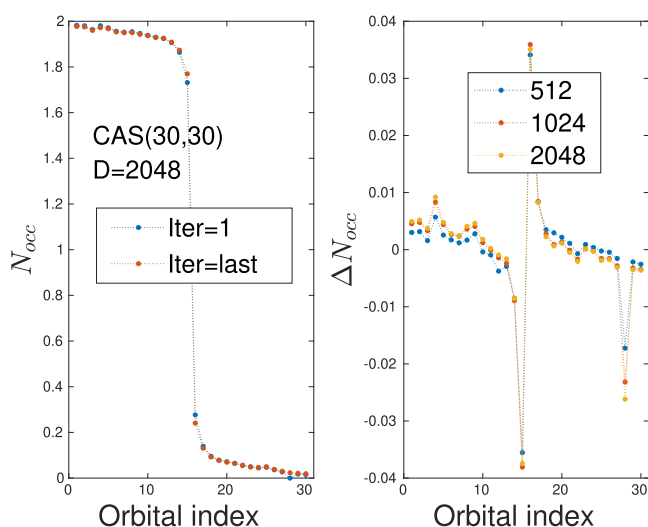 2
1.8
1.6
1.4
1.2
1
0.8
0.6
0.4
0.2
0
0 10 20 30
N_occ
Orbital index
CAS(30,30)
D=2048
Iter=1
Iter=last
0.04
0.03
0.02
0.01
0
-0.01
-0.02
-0.03
-0.04
0 10 20 30
ΔN_occ
Orbital index
512
1024
2048